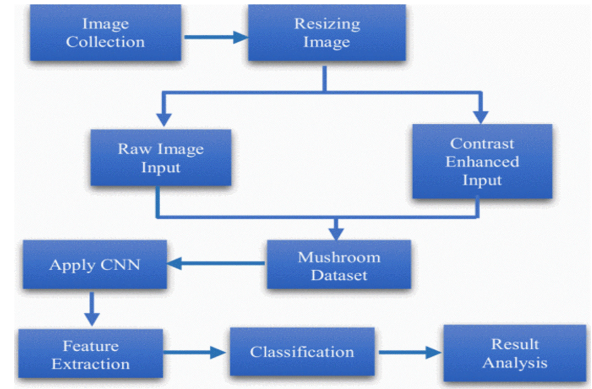 Image
Collection
Resizing
Image
Raw Image
Input
Contrast
Enhanced
Input
Mushroom
Dataset
Apply CNN
Feature
Extraction
Classification
Result
Analysis